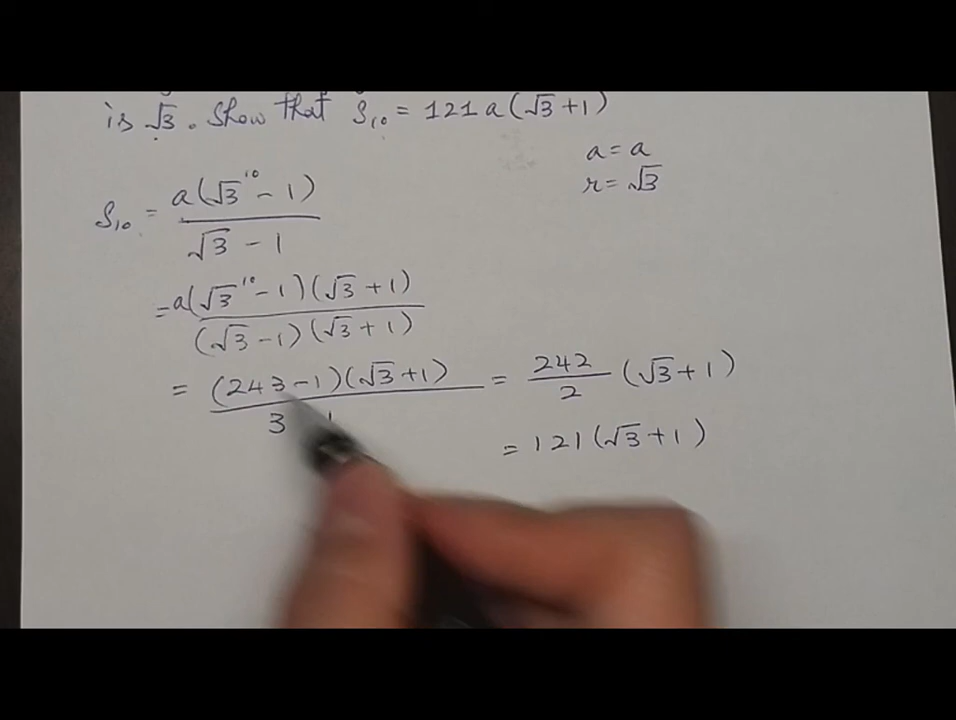 is √3. Show that S₁₀ = 121a(√3+1)
a = a
r = √3
S₁₀ = a(√3¹⁰ - 1) / √3 - 1
= a(√3¹⁰ - 1)(√3 + 1) / (√3 - 1)(√3 + 1)
= (243 - 1)(√3 + 1) / 3 = 242 / 2 (√3 + 1)
= 121(√3 + 1)